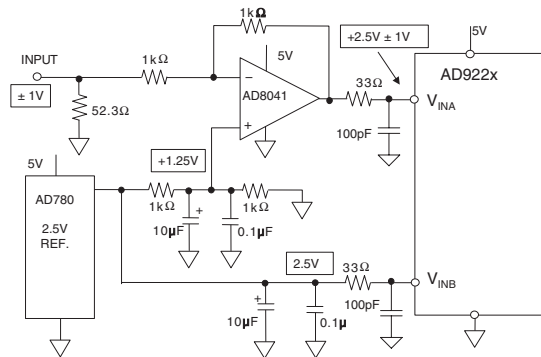 1kΩ
INPUT
1kΩ
5V
+2.5V ± 1V
5V
AD922x
33Ω
− 
AD8041
+
± 1V
52.3Ω
VINA
100pF
5V
+1.25V
AD780
2.5V
REF.
1kΩ
1kΩ
+
10µF
0.1µF
2.5V
33Ω
VINB
100pF
+
10µF
0.1µ